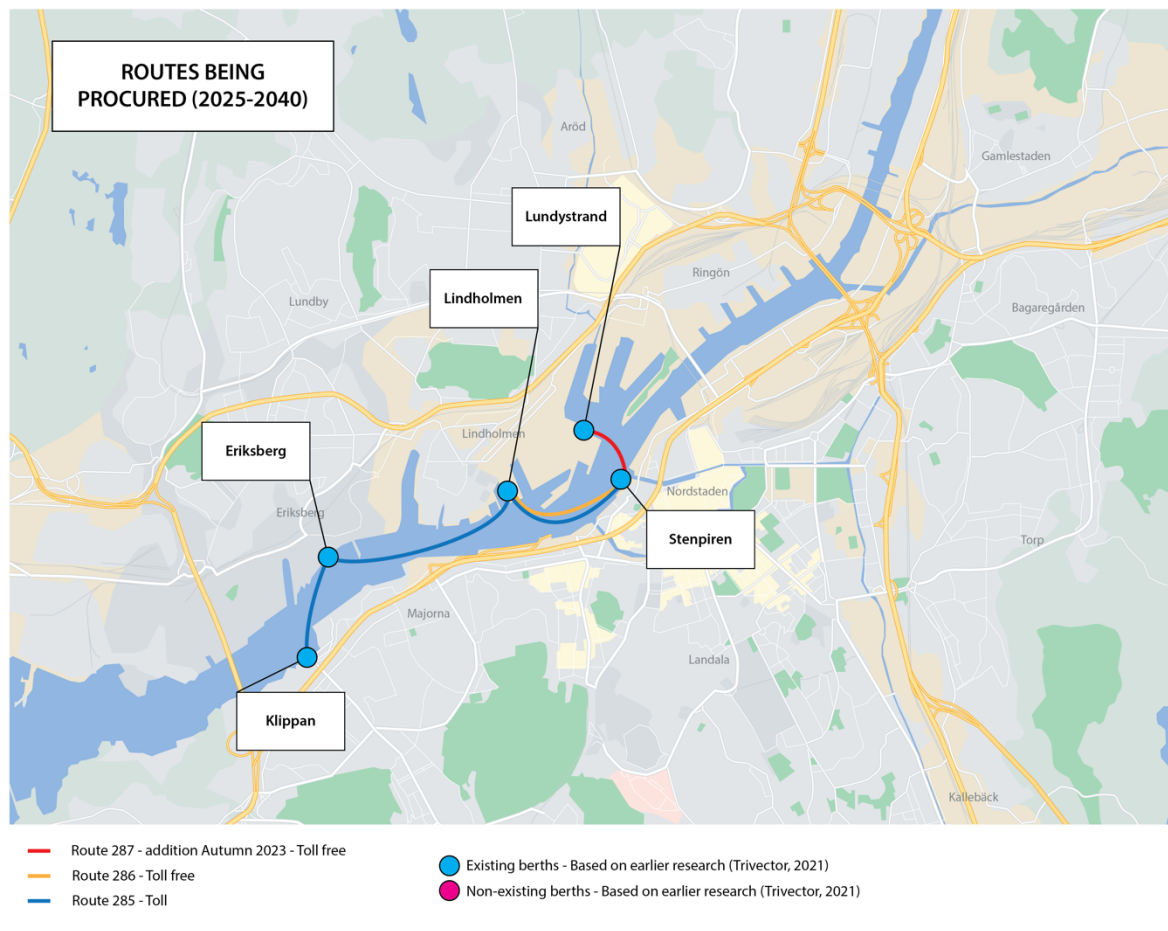 ROUTES BEING
PROCURED (2025-2040)
Aröd
Gamlestaden
Lundystrand
Ringön
Lindholmen
Lundby
Bagaregården
Lindholmen
Eriksberg
Nordstaden
Eriksberg
Stenpiren
Torp
Majorna
Landala
Klippan
Kallebäck
Route 287 - addition Autumn 2023 - Toll free
Route 286 - Toll free
Route 285 - Toll
Existing berths - Based on earlier research (Trivector, 2021)
Non-existing berths - Based on earlier research (Trivector, 2021)